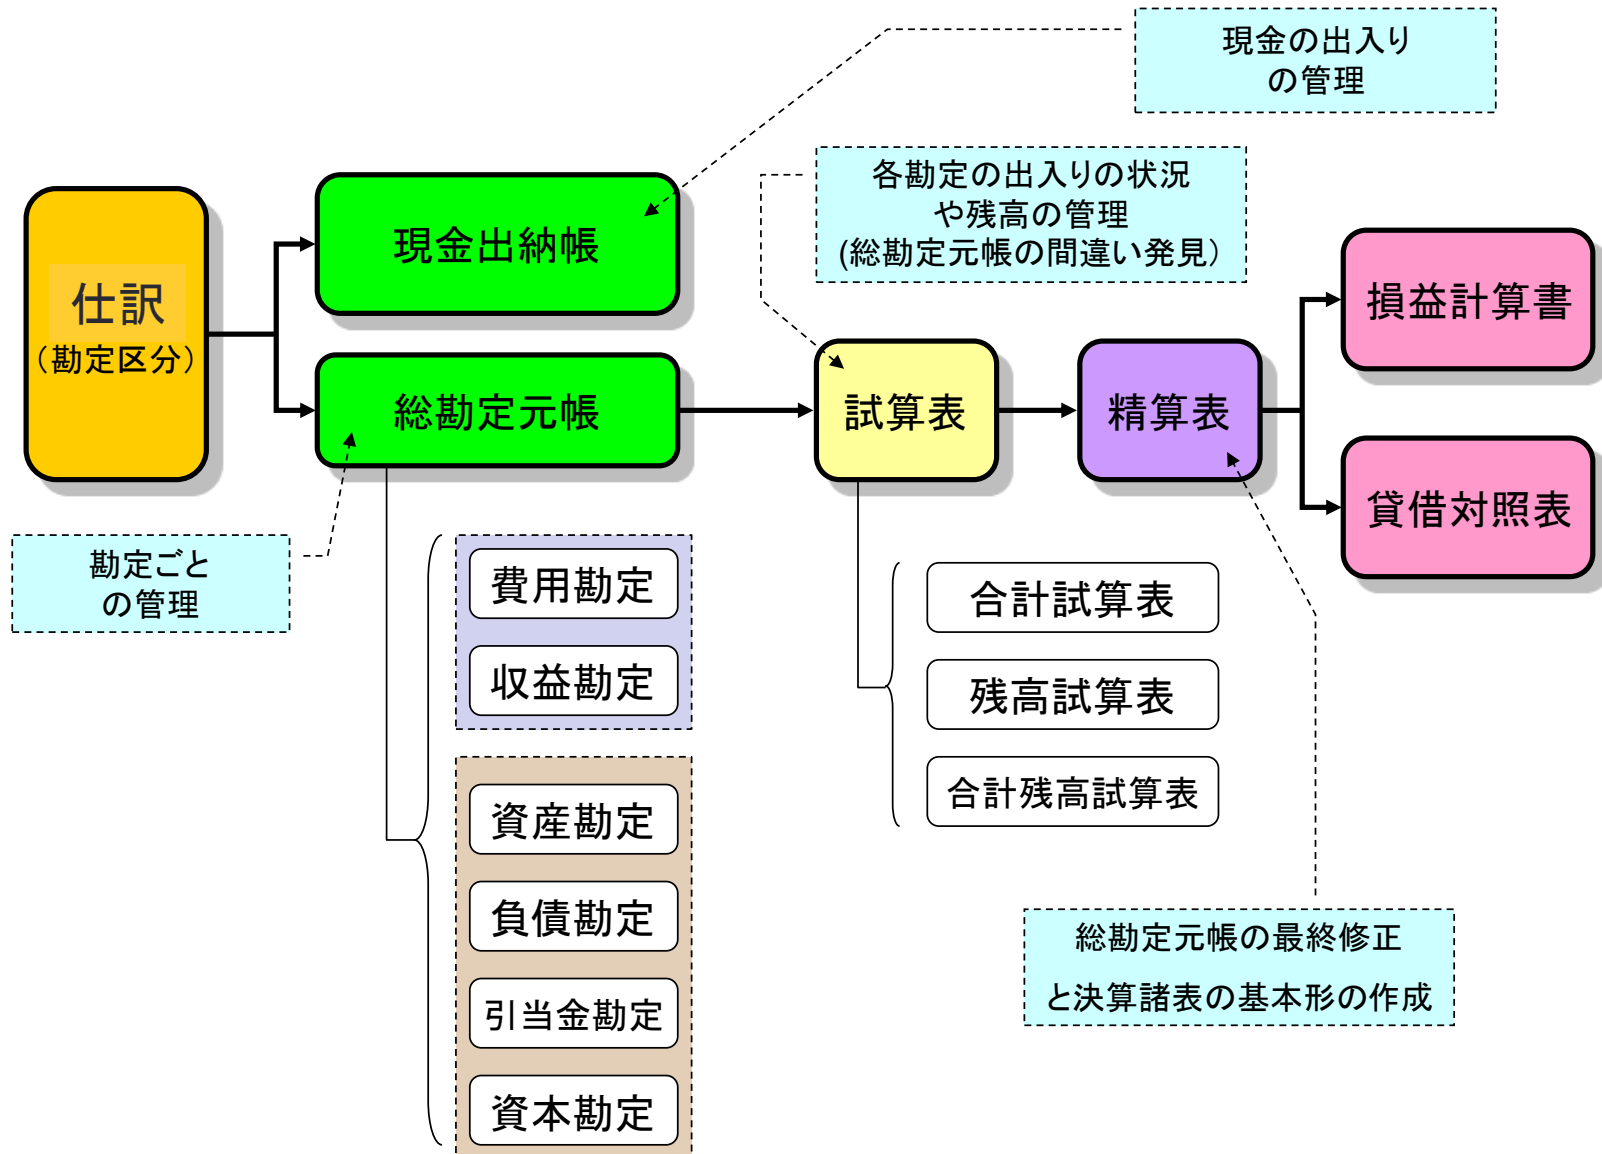 現金の出入り
の管理
各勘定の出入りの状況
や残高の管理
(総勘定元帳の間違い発見）
仕訳
（勘定区分）
現金出納帳
総勘定元帳
試算表
精算表
損益計算書
貸借対照表
勘定ごと
の管理
費用勘定
収益勘定
資産勘定
負債勘定
引当金勘定
資本勘定
合計試算表
残高試算表
合計残高試算表
総勘定元帳の最終修正
と決算諸表の基本形の作成